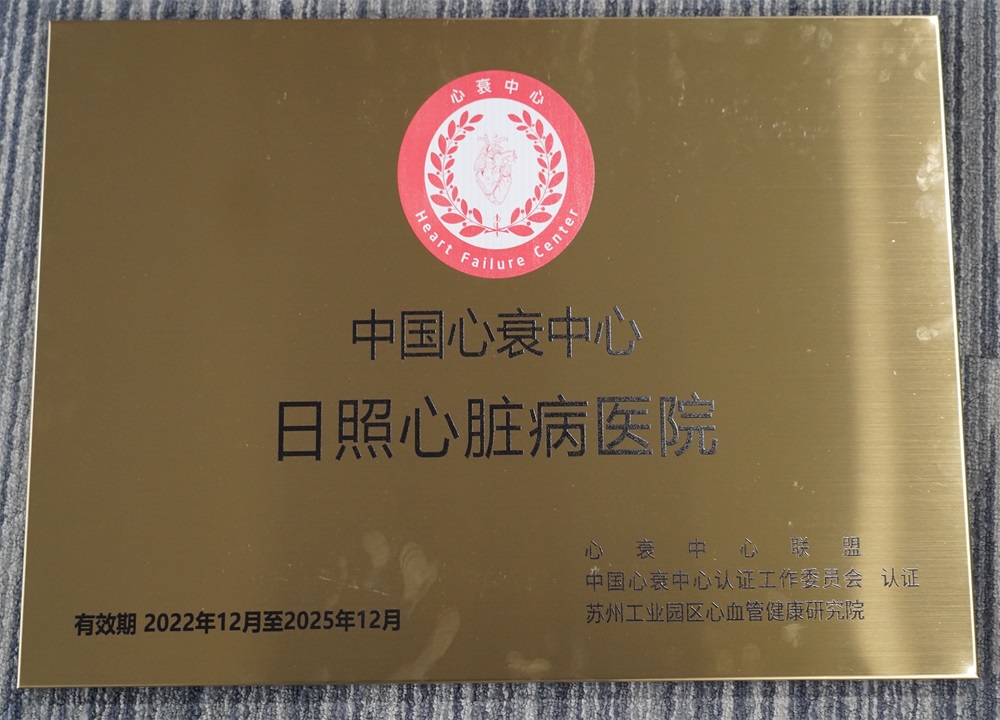 心衰中心
Heart Failure Center
中国心衰中心
日照心脏病医院
心衰中心联盟
中国心衰中心认证工作委员会 认证
苏州工业园区心血管健康研究院
有效期 2022年12月至2025年12月